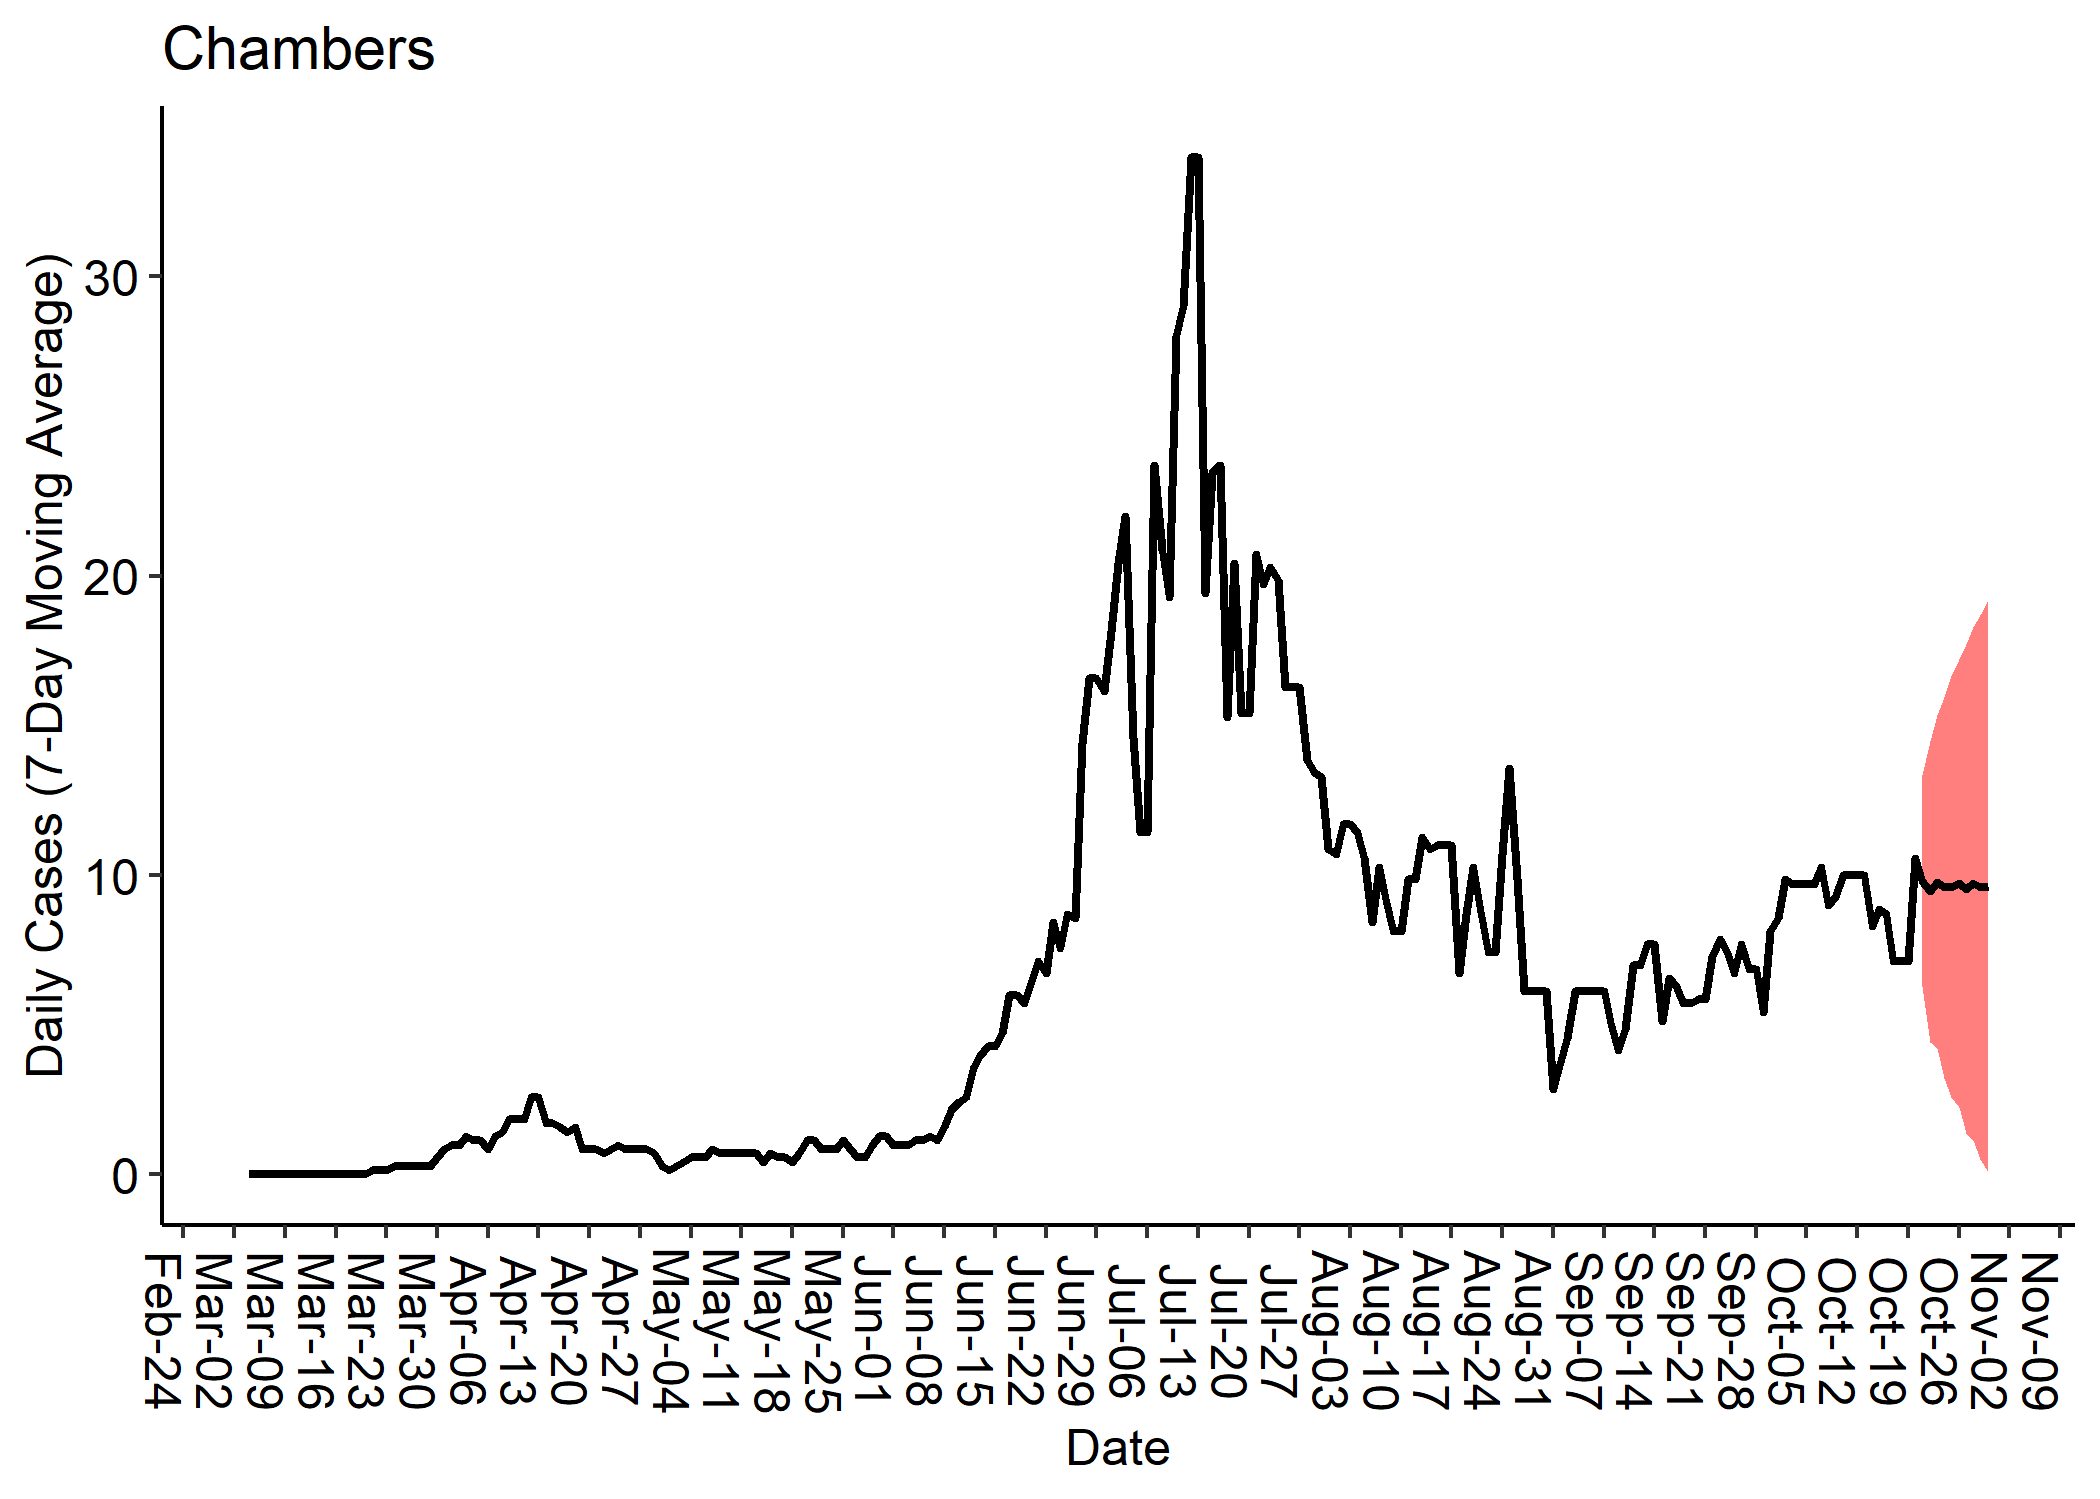 Chambers
Daily Cases (7-Day Moving Average)
30
20
10
0
Feb-24
Mar-02
Mar-09
Mar-16
Mar-23
Mar-30
Apr-06
Apr-13
Apr-20
Apr-27
May-04
May-11
May-18
May-25
Jun-01
Jun-08
Jun-15
Jun-22
Jun-29
Jul-06
Jul-13
Jul-20
Jul-27
Aug-03
Aug-10
Aug-17
Aug-24
Aug-31
Sep-07
Sep-14
Sep-21
Sep-28
Oct-05
Oct-12
Oct-19
Oct-26
Nov-02
Nov-09
Date